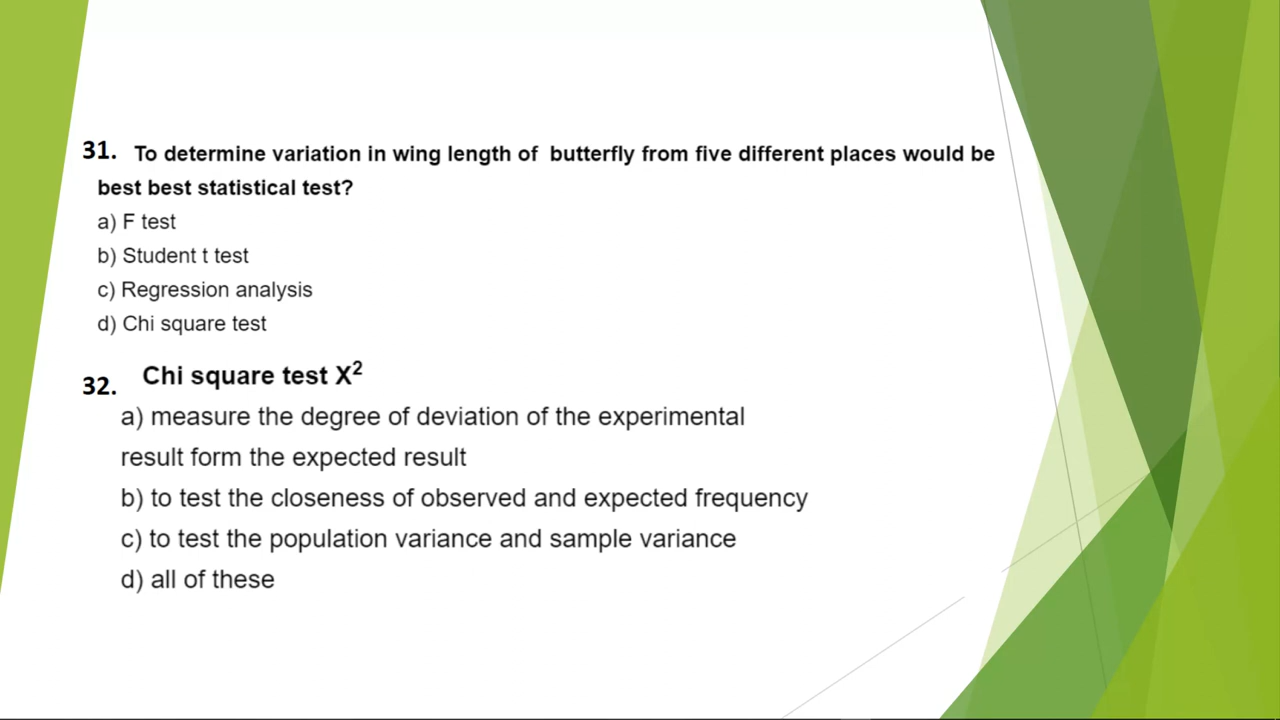 31. To determine variation in wing length of butterfly from five different places would be
best best statistical test?
a) F test
b) Student t test
c) Regression analysis
d) Chi square test
32. Chi square test X²
a) measure the degree of deviation of the experimental
result form the expected result
b) to test the closeness of observed and expected frequency
c) to test the population variance and sample variance
d) all of these